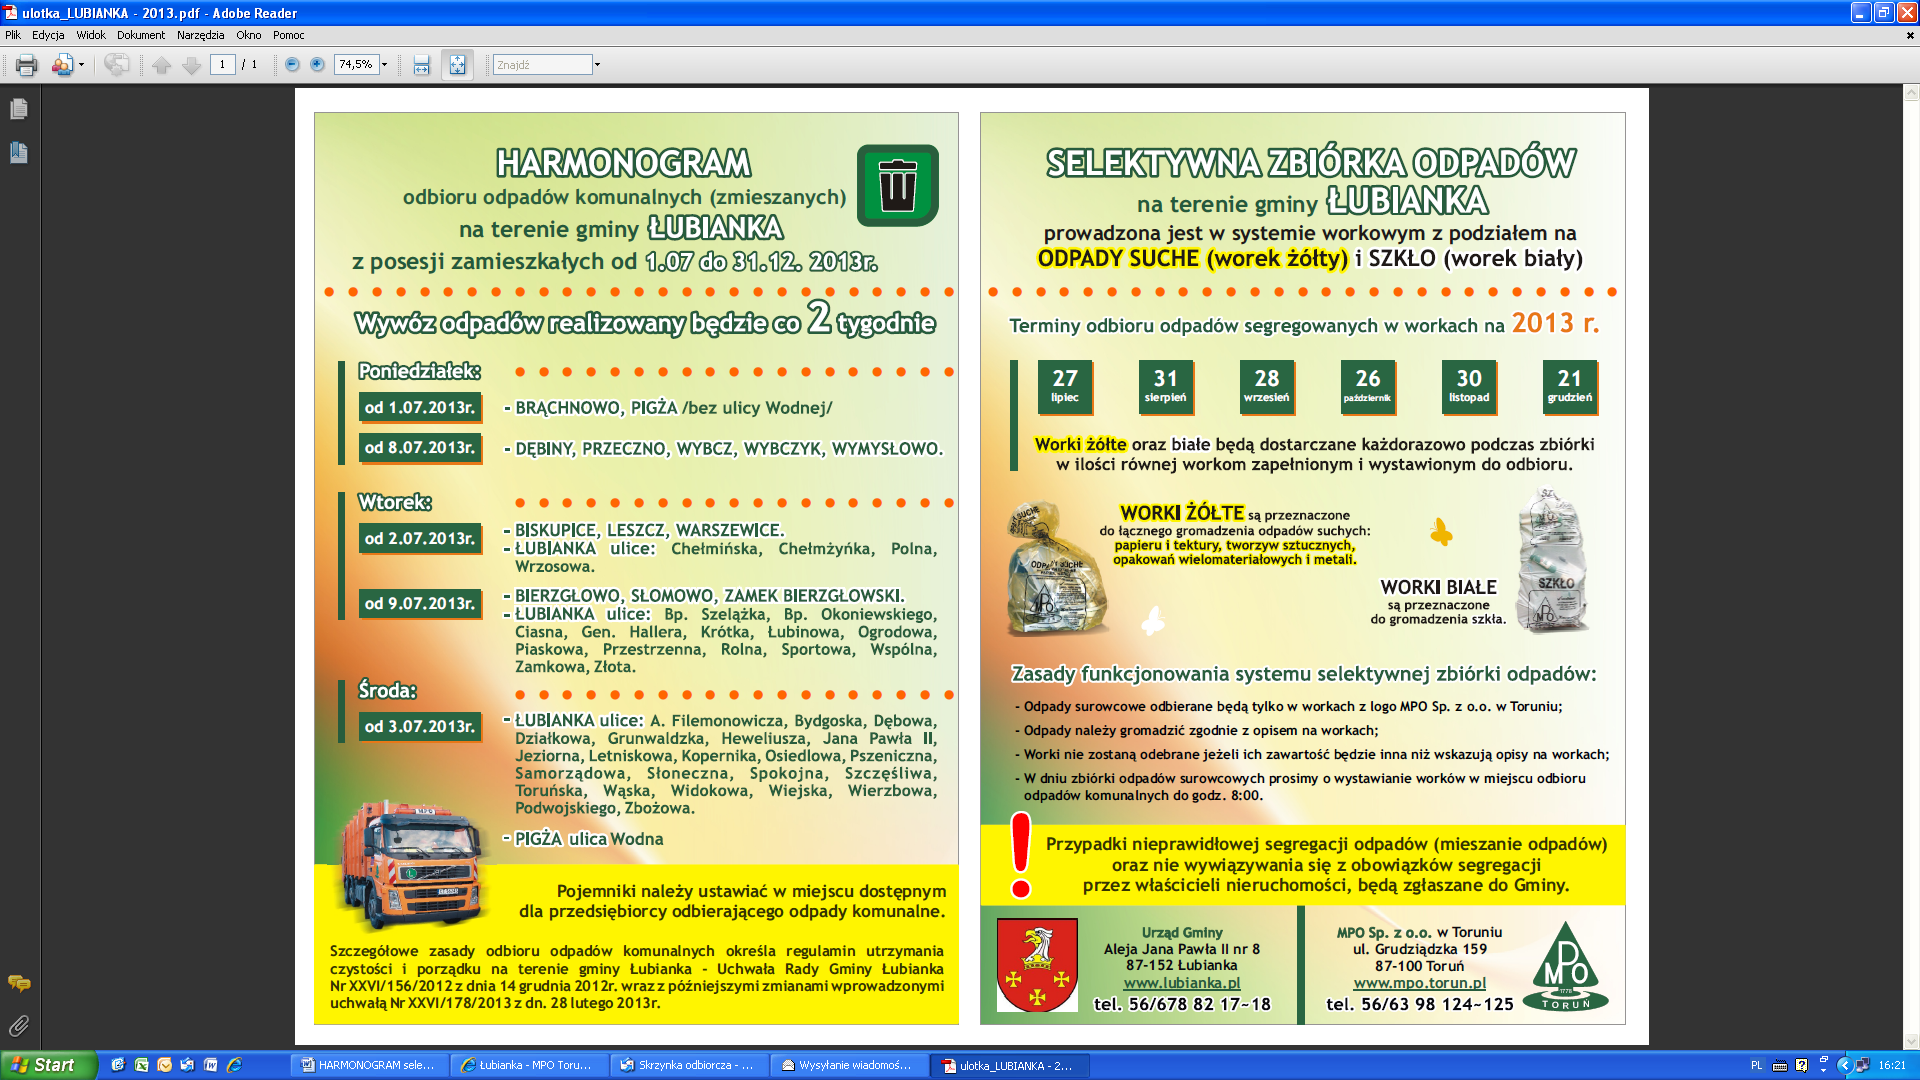 ulotka_LUBIANKA - 2013.pdf - Adobe Reader
Plik Edycja Widok Dokument Narzędzia Okno Pomoc
1 / 1 74,5% Znajdź
HARMONOGRAM
odbioru odpadów komunalnych (zmieszanych)
na terenie gminy ŁUBIANKA
z posesji zamieszkałych od 1.07 do 31.12. 2013r.
Wywóz odpadów realizowany będzie co 2 tygodnie
Poniedziałek:
od 1.07.2013r. - BRĄCHNOWO, PIGŻA /bez ulicy Wodnej/
od 8.07.2013r. - DĘBINY, PRZECZNO, WYBCZ, WYBCZYK, WYMYSŁOWO.
Wtorek:
od 2.07.2013r. - BISKUPICE, LESZCZ, WARSZEWICE.
- ŁUBIANKA ulice: Chełmińska, Chełmżyńka, Polna,
Wrzosowa.
od 9.07.2013r. - BIERZGŁOWO, SŁOMOWO, ZAMEK BIERZGŁOWSKI.
- ŁUBIANKA ulice: Bp. Szelążka, Bp. Okoniewskiego,
Ciasna, Gen. Hallera, Krótka, Łubinowa, Ogrodowa,
Piaskowa, Przestrzenna, Rolna, Sportowa, Wspólna,
Zamkowa, Złota.
Środa:
od 3.07.2013r. - ŁUBIANKA ulice: A. Filemonowicza, Bydgoska, Dębowa,
Działkowa, Grunwaldzka, Heweliusza, Jana Pawła II,
Jeziorna, Letniskowa, Kopernika, Osiedlowa, Pszeniczna,
Samorządowa, Słoneczna, Spokojna, Szczęśliwa,
Toruńska, Wąska, Widokowa, Wiejska, Wierzbowa,
Podwojskiego, Zbożowa.
- PIGŻA ulica Wodna
Pojemniki należy ustawiać w miejscu dostępnym
dla przedsiębiorcy odbierającego odpady komunalne.
Szczegółowe zasady odbioru odpadów komunalnych określa regulamin utrzymania
czystości i porządku na terenie gminy Łubianka - Uchwała Rady Gminy Łubianka
Nr XXVI/156/2012 z dnia 14 grudnia 2012r. wraz z późniejszymi zmianami wprowadzonymi
uchwałą Nr XXVI/178/2013 z dn. 28 lutego 2013r.
SELEKTYWNA ZBIÓRKA ODPADÓW
na terenie gminy ŁUBIANKA
prowadzona jest w systemie workowym z podziałem na
ODPADY SUCHE (worek żółty) i SZKŁO (worek biały)
Terminy odbioru odpadów segregowanych w workach na 2013 r.
27 31 28 26 30 21
lipiec sierpień wrzesień październik listopad grudzień
Worki żółte oraz białe będą dostarczane każdorazowo podczas zbiórki
w ilości równej workom zapełnionym i wystawionym do odbioru.
WORKI ŻÓŁTE są przeznaczone
do łącznego gromadzenia odpadów suchych:
papieru i tektury, tworzyw sztucznych,
opakowań wielomateriałowych i metali.
ODPADY SUCHE
MPO
WORKI BIAŁE
są przeznaczone
do gromadzenia szkła.
SZKŁO
Zasady funkcjonowania systemu selektywnej zbiórki odpadów:
- Odpady surowcowe odbierane będą tylko w workach z logo MPO Sp. z o.o. w Toruniu;
- Odpady należy gromadzić zgodnie z opisem na workach;
- Worki nie zostaną odebrane jeżeli ich zawartość będzie inna niż wskazują opisy na workach;
- W dniu zbiórki odpadów surowcowych prosimy o wystawianie worków w miejscu odbioru
odpadów komunalnych do godz. 8:00.
! Przypadki nieprawidłowej segregacji odpadów (mieszanie odpadów)
oraz nie wywiązywania się z obowiązków segregacji
przez właścicieli nieruchomości, będą zgłaszane do Gminy.
Urząd Gminy
Aleja Jana Pawła II nr 8
87-152 Łubianka
www.lubianka.pl
tel. 56/678 82 17~18
MPO Sp. z o.o. w Toruniu
ul. Grudziądzka 159
87-100 Toruń
www.mpo.torun.pl
tel. 56/63 98 124~125
MPO
1778
TORUŃ
Start HARMONOGRAM sele... Łubianka - MPO Toru... Skrzynka odbiorcza - ... Wysyłanie wiadomoś... ulotka_LUBIANKA - 2... PL 16:21